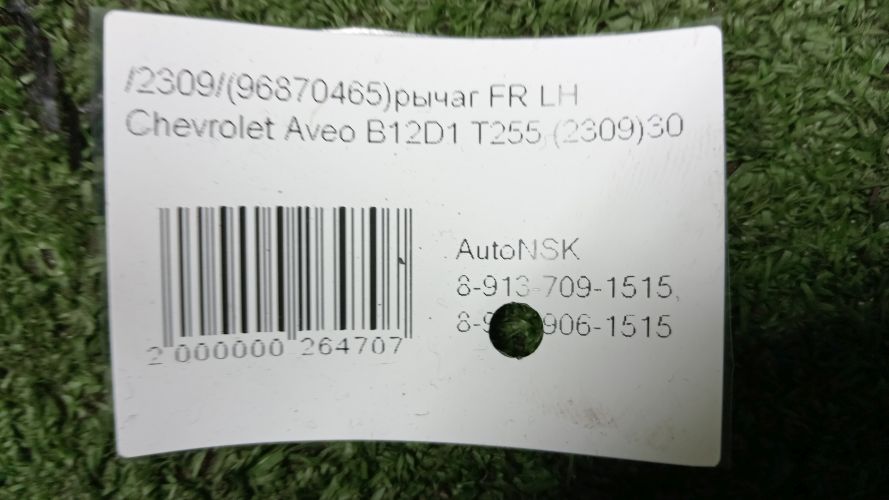 /2309/(96870465)рычаг FR LH
Chevrolet Aveo B12D1 T255 (2309)30
AutoNSK
8-913-709-1515,
906-1515
2 000000 264707